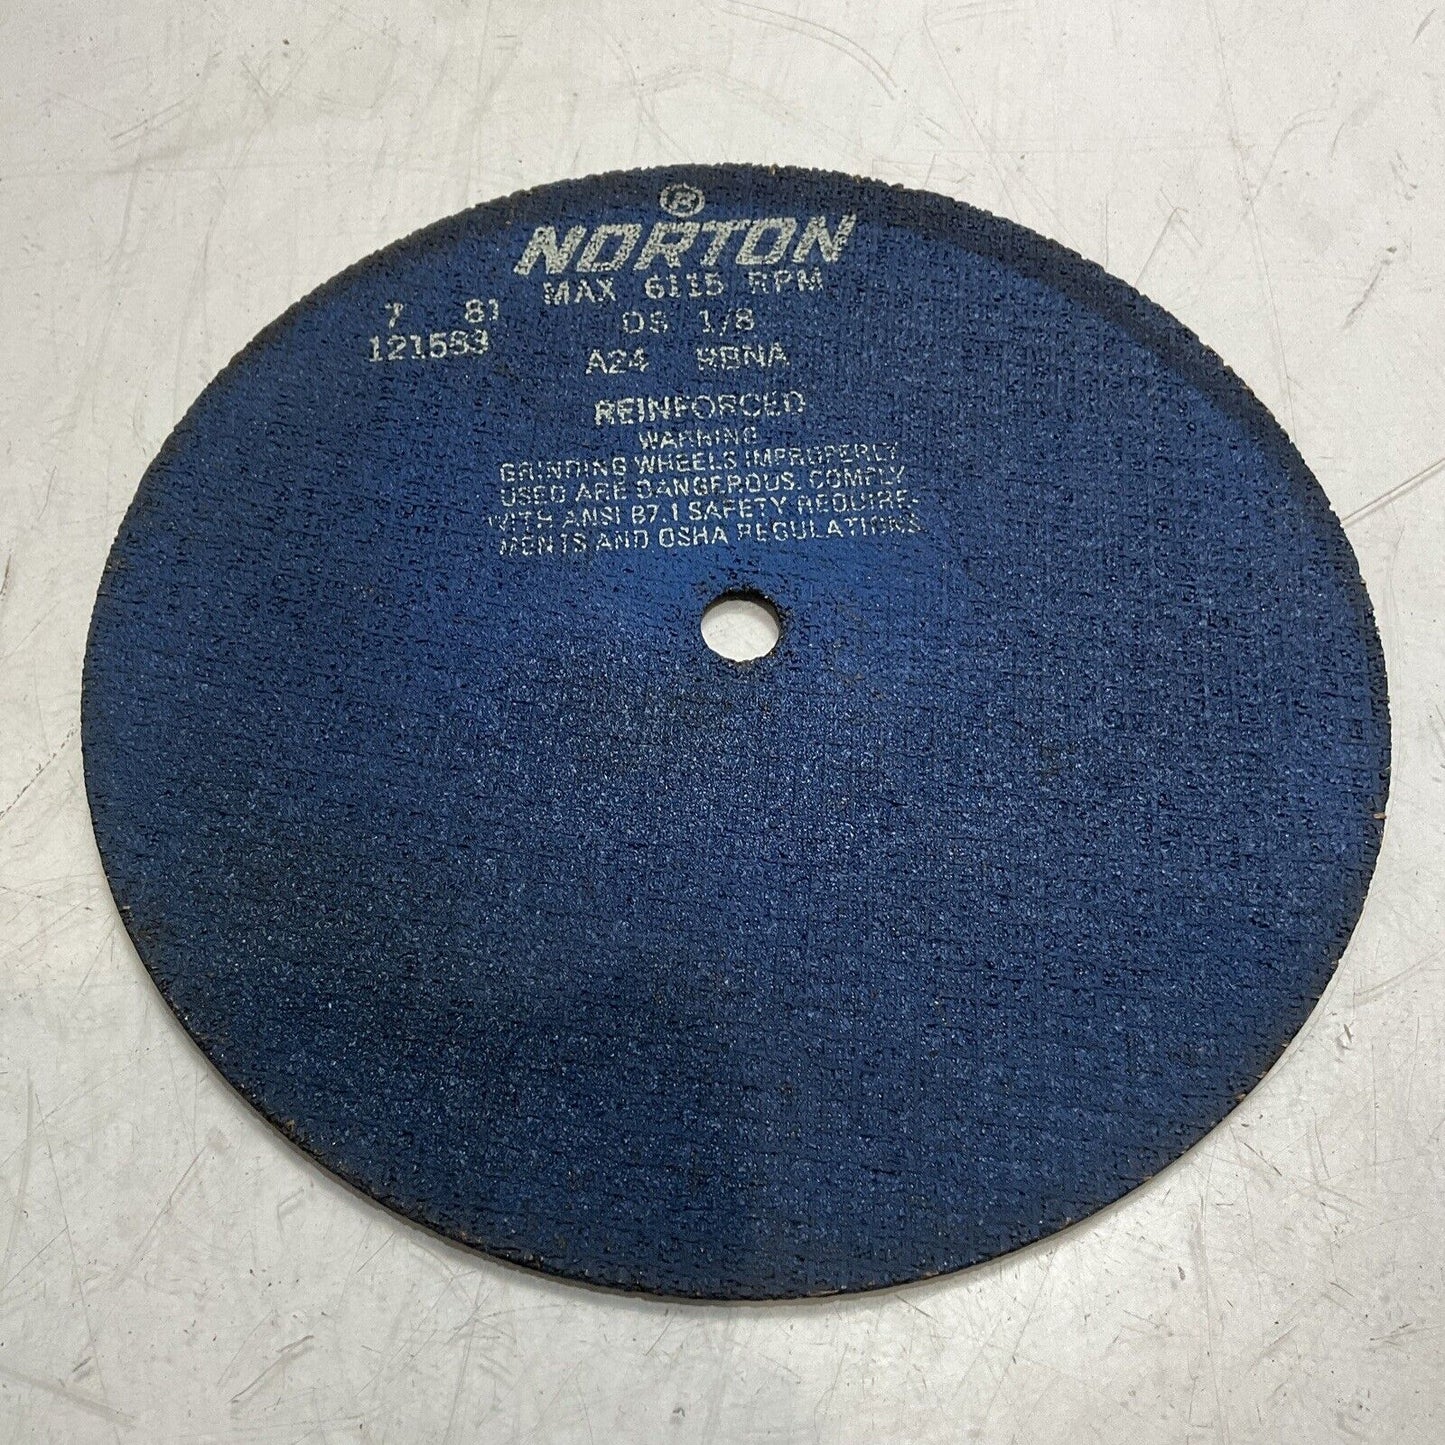 ®
NORTON
MAX 6115 RPM
7 81
DS 1/8
121583
A24 RBNA
REINFORCED
WARNING
GRINDING WHEELS IMPROPERLY
USED ARE DANGEROUS. COMPLY
WITH ANSI B7.1 SAFETY REQUIRE-
MENTS AND OSHA REGULATIONS